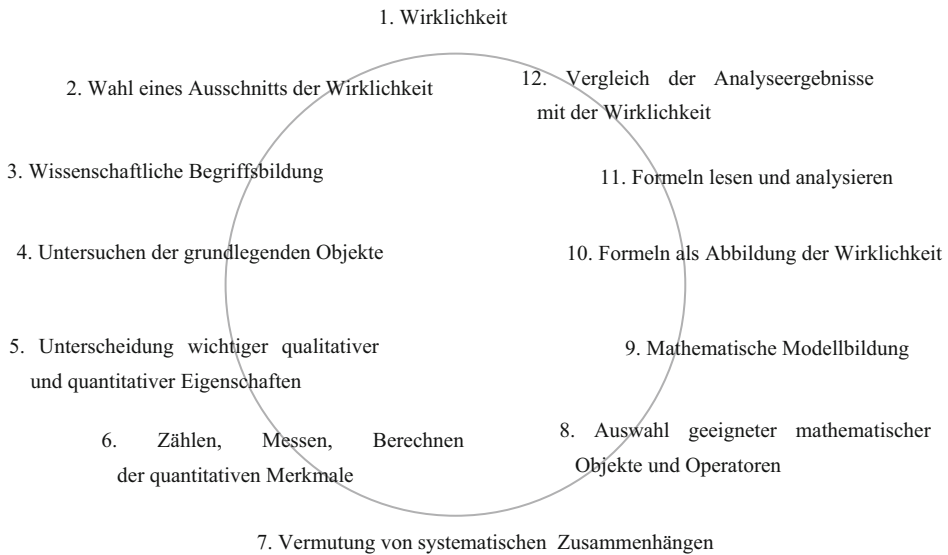 1. Wirklichkeit
2. Wahl eines Ausschnitts der Wirklichkeit
3. Wissenschaftliche Begriffsbildung
4. Untersuchen der grundlegenden Objekte
5. Unterscheidung wichtiger qualitativer
und quantitativer Eigenschaften
6. Zählen, Messen, Berechnen
der quantitativen Merkmale
7. Vermutung von systematischen Zusammenhängen
8. Auswahl geeigneter mathematischer
Objekte und Operatoren
9. Mathematische Modellbildung
10. Formeln als Abbildung der Wirklichkeit
11. Formeln lesen und analysieren
12. Vergleich der Analyseergebnisse
mit der Wirklichkeit